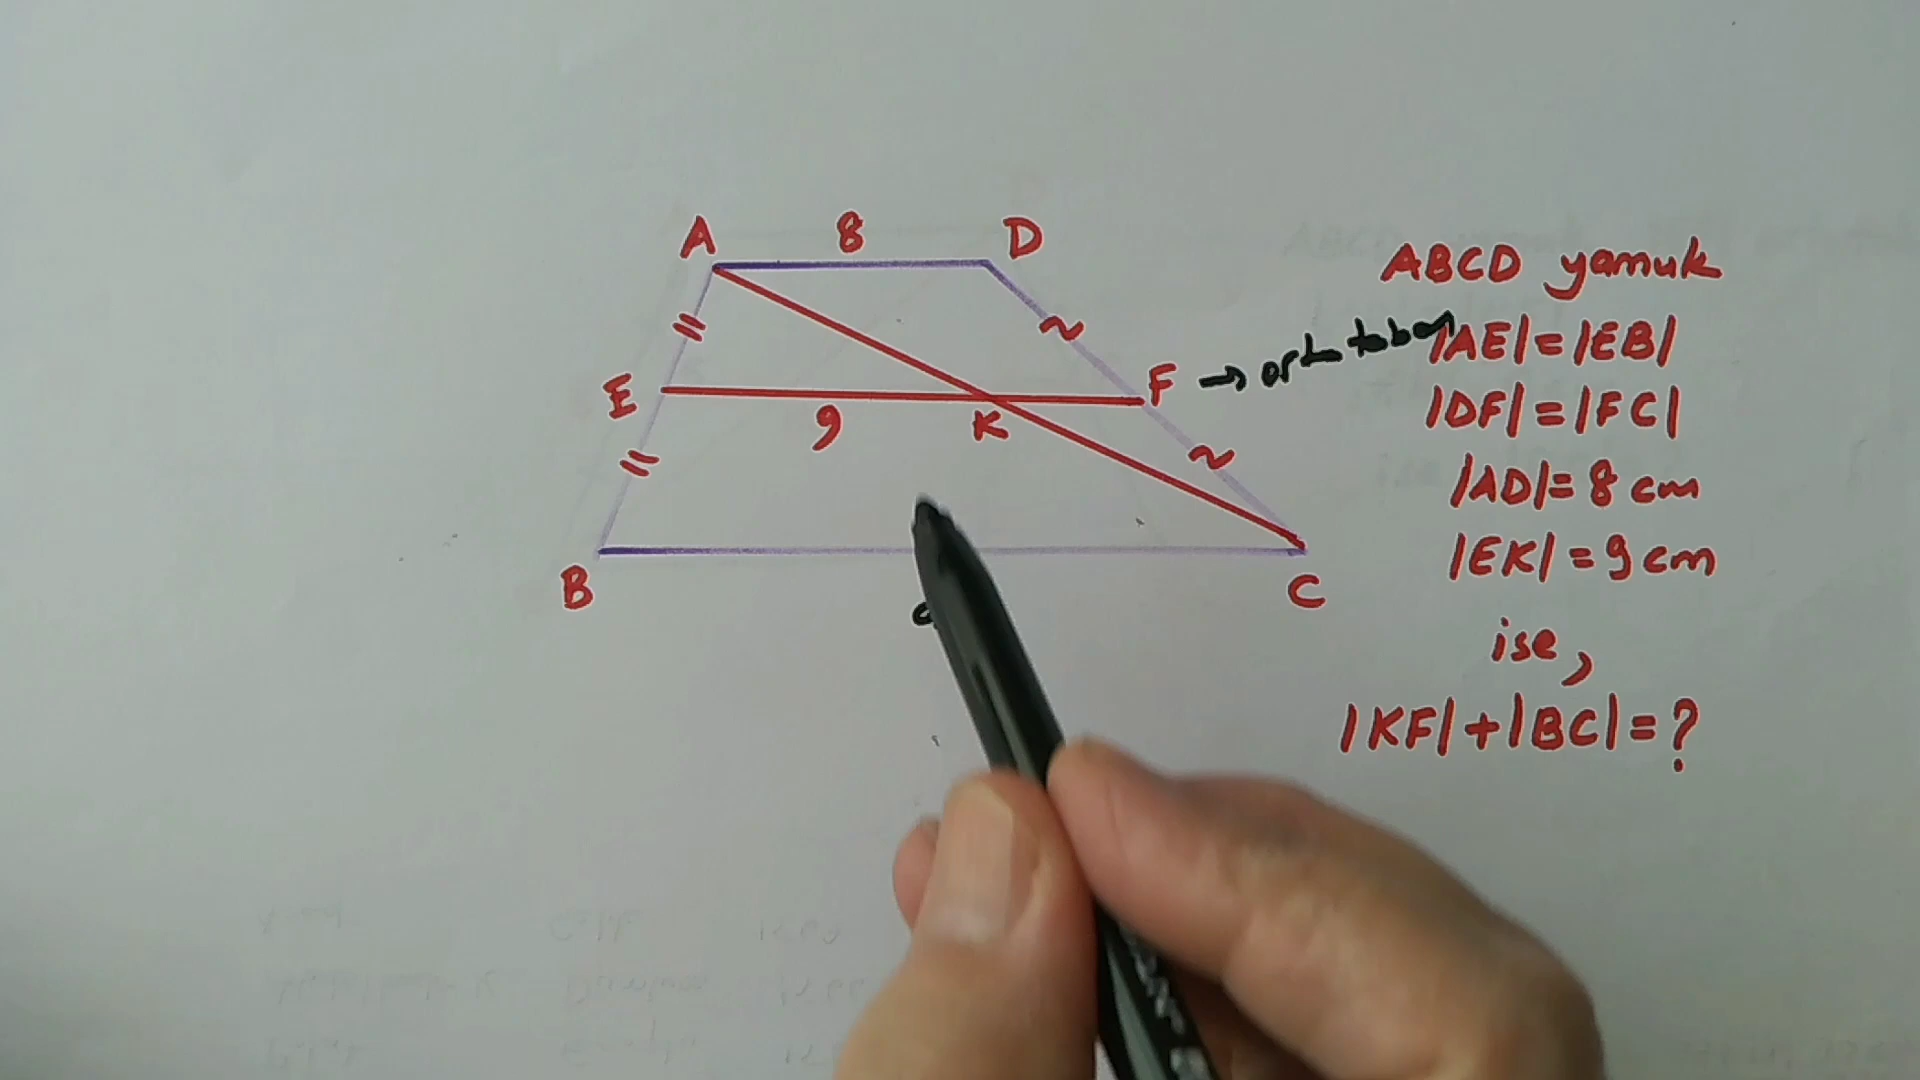 A 8 D
E 9 K F → orta taban
B C
ABCD yamuk
|AE|=|EB|
|DF|=|FC|
|AD|=8 cm
|EK|=9 cm
ise,
|KF|+|BC|=?